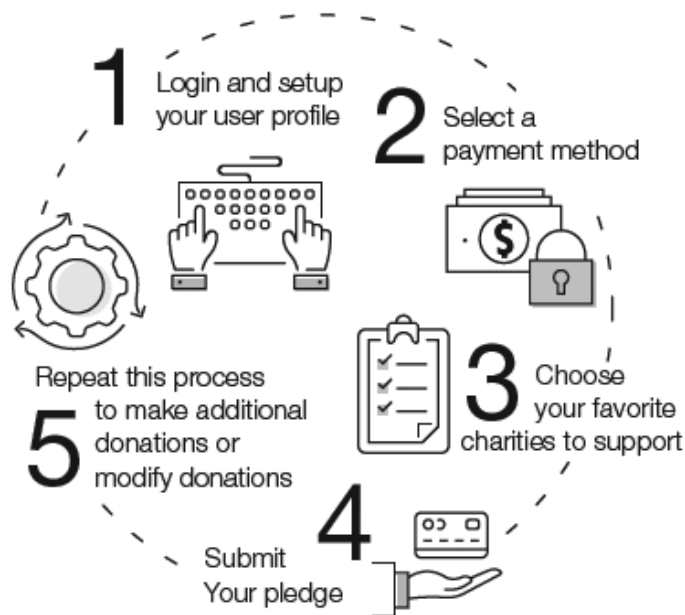 1
Login and setup
your user profile
2
Select a
payment method
$
3
Choose
your favorite
charities to support
4
Submit
Your pledge
5
Repeat this process
to make additional
donations or
modify donations